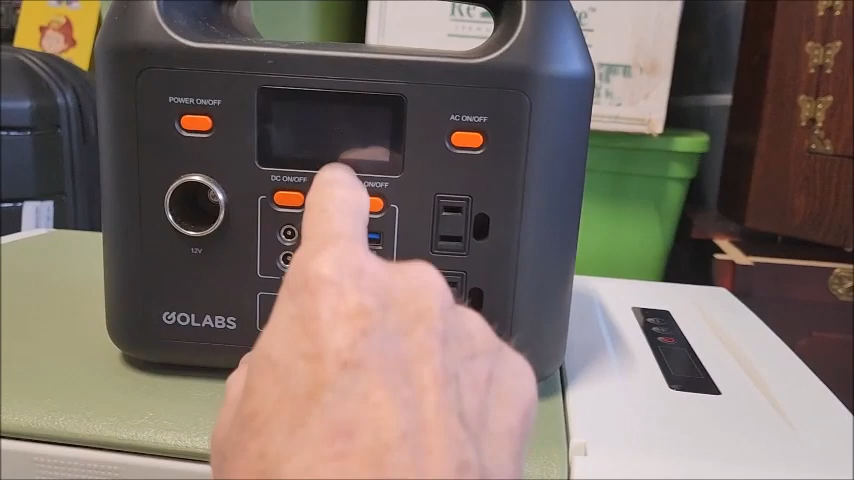 POWER ON/OFF
AC ON/OFF
DC ON/OFF
ON/OFF
12V
GOLABS